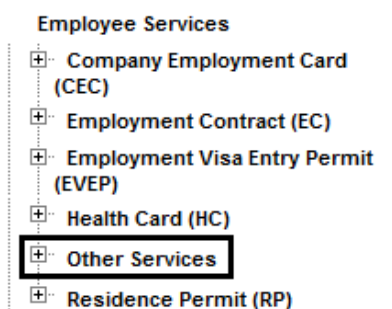 Employee Services
Company Employment Card
(CEC)
Employment Contract (EC)
Employment Visa Entry Permit
(EVEP)
Health Card (HC)
Other Services
Residence Permit (RP)